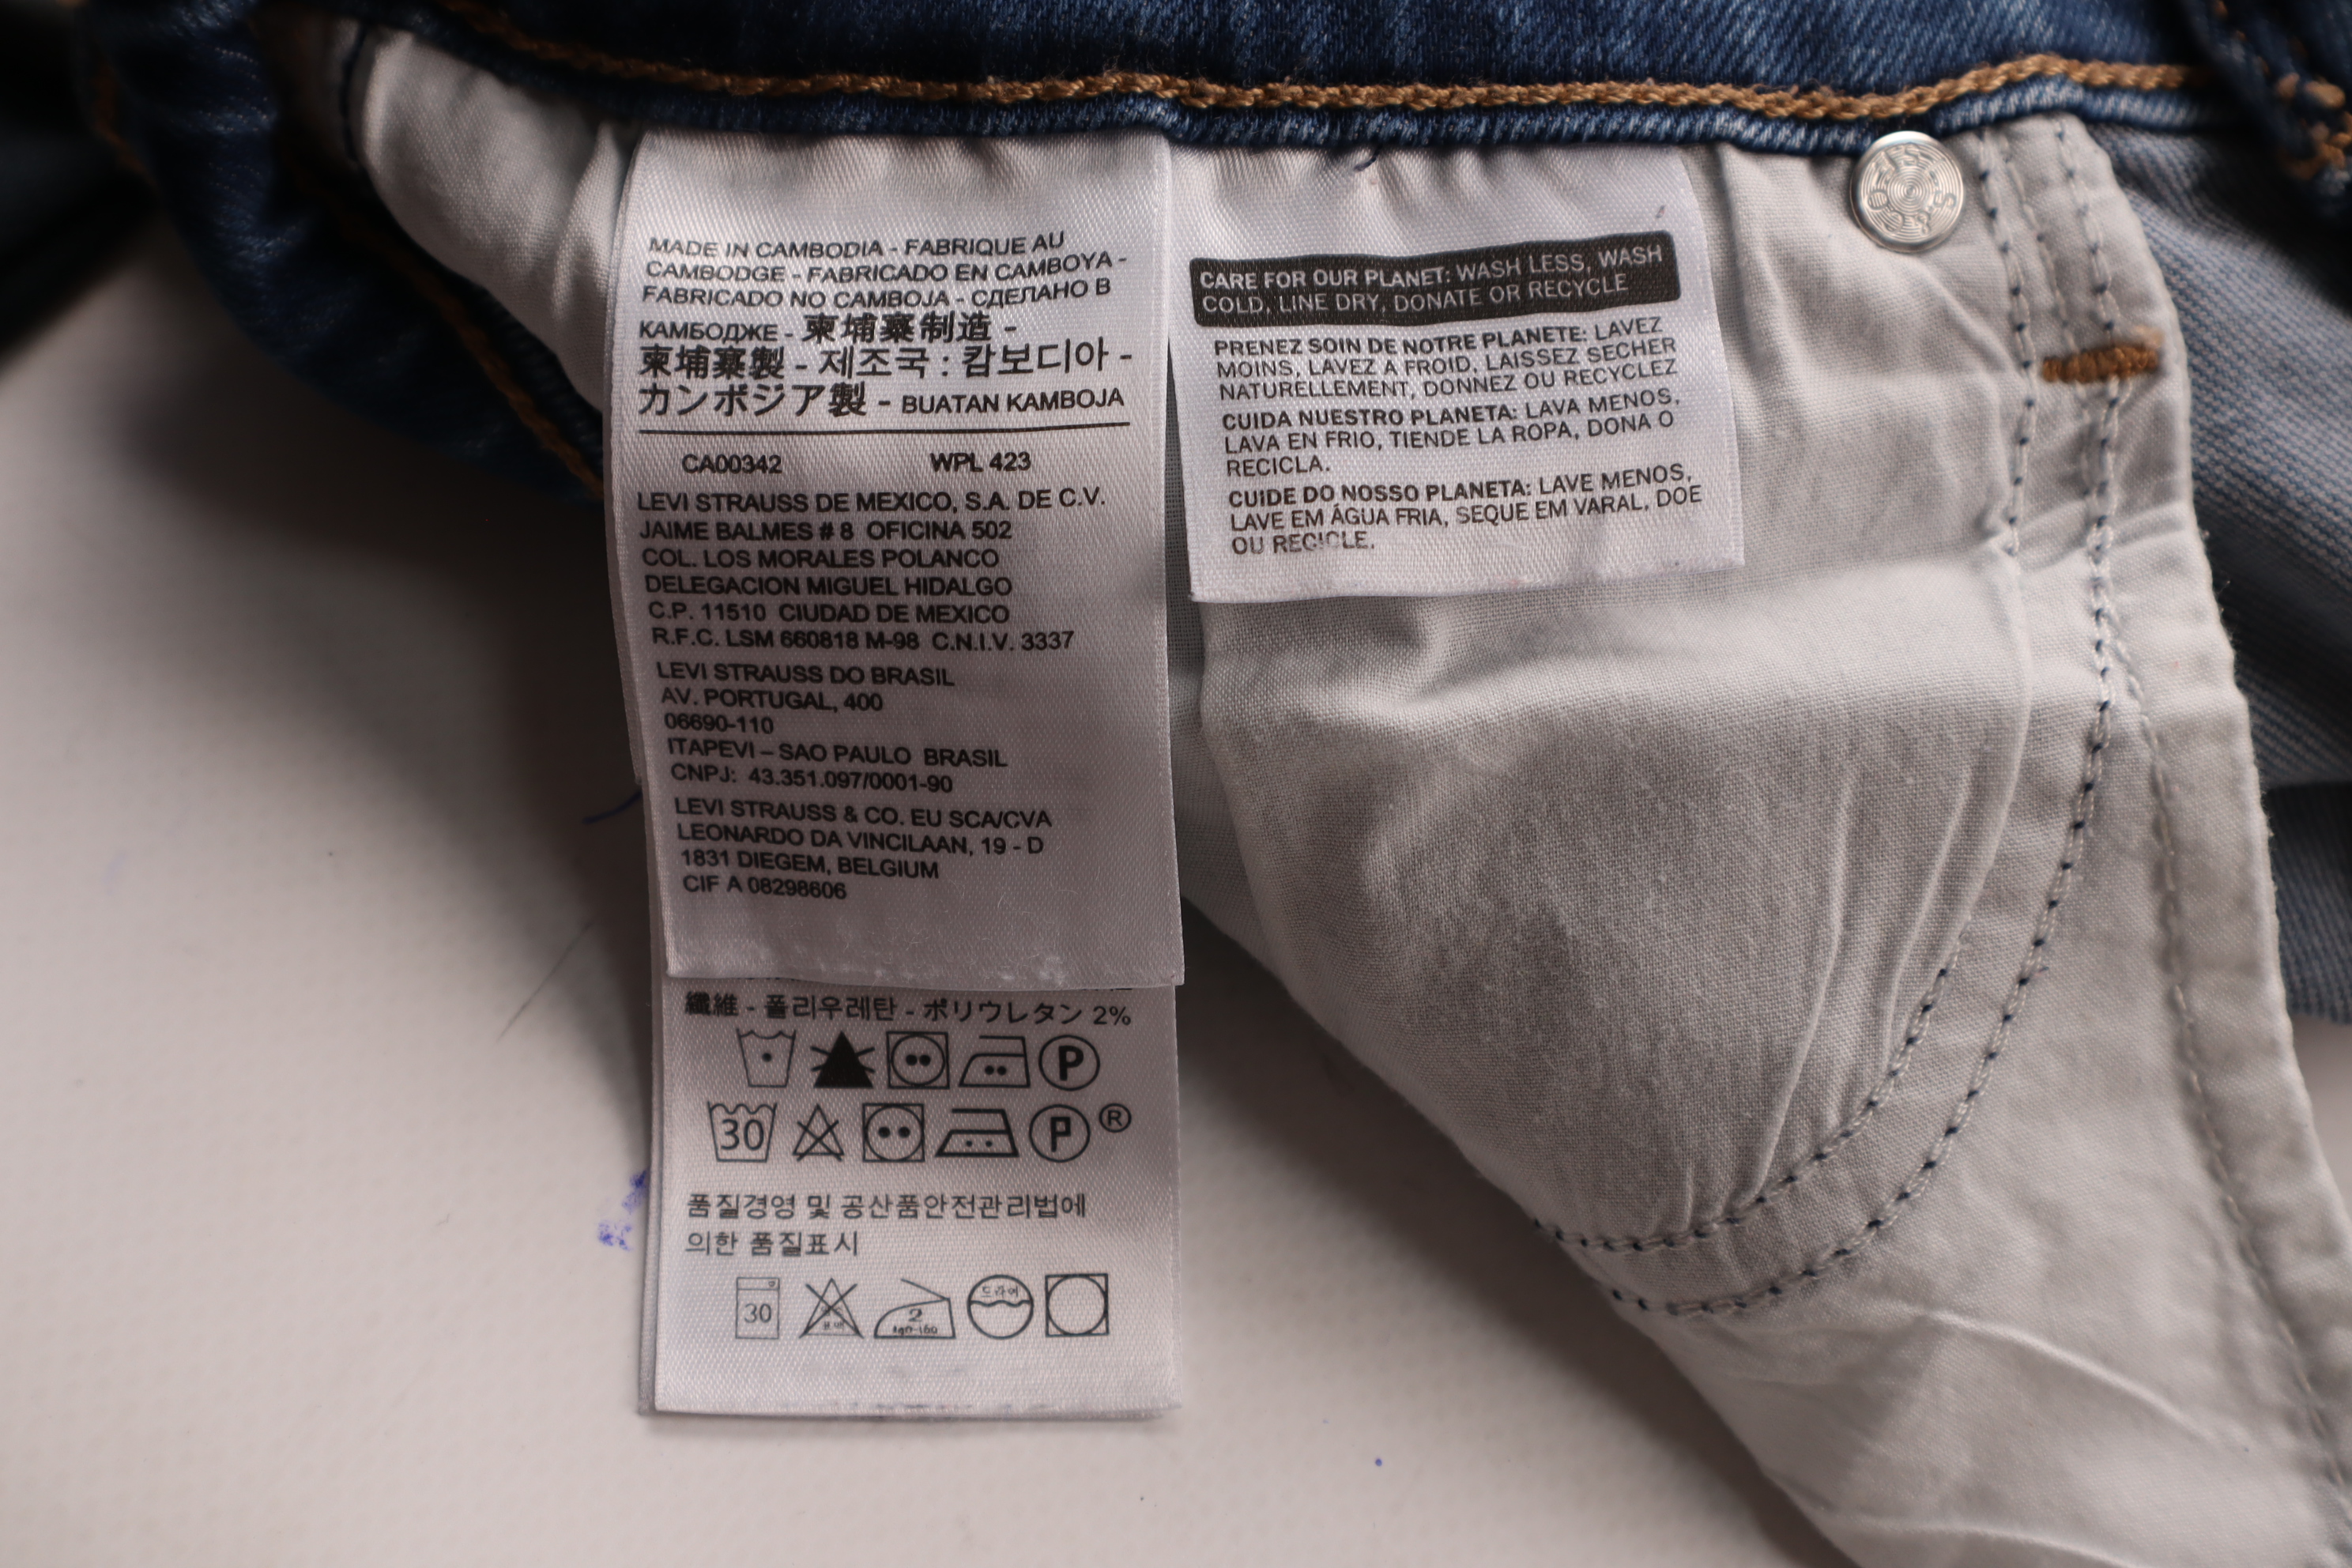 MADE IN CAMBODIA - FABRIQUE AU
CAMBODGE - FABRICADO EN CAMBOYA -
FABRICADO NO CAMBOJA - СДЕЛАНО В
КАМБОДЖЕ - 柬埔寨制造 -
柬埔寨製 - 제조국 : 캄보디아 -
カンボジア製 - BUATAN KAMBOJA
CA00342 WPL 423
LEVI STRAUSS DE MEXICO, S.A. DE C.V.
JAIME BALMES # 8 OFICINA 502
COL. LOS MORALES POLANCO
DELEGACION MIGUEL HIDALGO
C.P. 11510 CIUDAD DE MEXICO
R.F.C. LSM 660818 M-98 C.N.I.V. 3337
LEVI STRAUSS DO BRASIL
AV. PORTUGAL, 400
06690-110
ITAPEVI – SAO PAULO BRASIL
CNPJ: 43.351.097/0001-90
LEVI STRAUSS & CO. EU SCA/CVA
LEONARDO DA VINCILAAN, 19 - D
1831 DIEGEM, BELGIUM
CIF A 08298606
纖維 - 폴리우레탄 - ポリウレタン 2%
P
30 P ®
품질경영 및 공산품안전관리법에
의한 품질표시
30 2 드라이
CARE FOR OUR PLANET: WASH LESS, WASH
COLD, LINE DRY, DONATE OR RECYCLE
PRENEZ SOIN DE NOTRE PLANETE: LAVEZ
MOINS, LAVEZ A FROID, LAISSEZ SECHER
NATURELLEMENT, DONNEZ OU RECYCLEZ
CUIDA NUESTRO PLANETA: LAVA MENOS,
LAVA EN FRIO, TIENDE LA ROPA, DONA O
RECICLA.
CUIDE DO NOSSO PLANETA: LAVE MENOS,
LAVE EM ÁGUA FRIA, SEQUE EM VARAL, DOE
OU RECICLE.